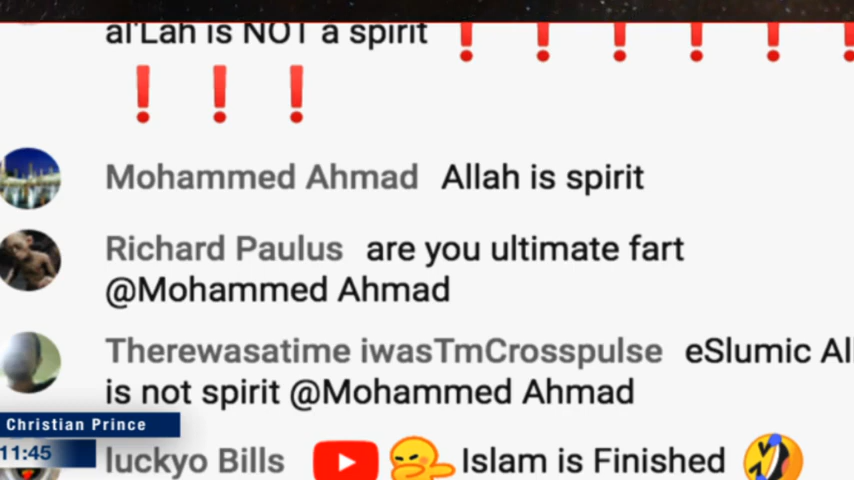 al'Lah is NOT a spirit ❗ ❗ ❗ ❗ ❗ ❗
❗ ❗ ❗
Mohammed Ahmad Allah is spirit
Richard Paulus are you ultimate fart
@Mohammed Ahmad
Therewasatime iwasTmCrosspulse eSlumic
is not spirit @Mohammed Ahmad
Christian Prince
11:45
luckyo Bills Islam is Finished 🤣